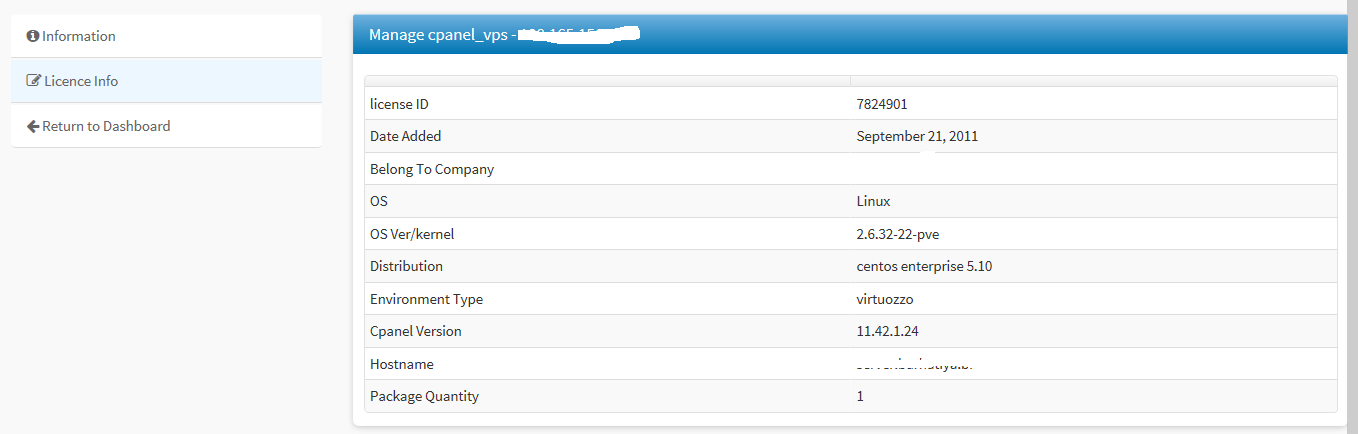 Information
Licence Info
Return to Dashboard
Manage cpanel_vps -
license ID 7824901
Date Added September 21, 2011
Belong To Company
OS Linux
OS Ver/kernel 2.6.32-22-pve
Distribution centos enterprise 5.10
Environment Type virtuozzo
Cpanel Version 11.42.1.24
Hostname
Package Quantity 1